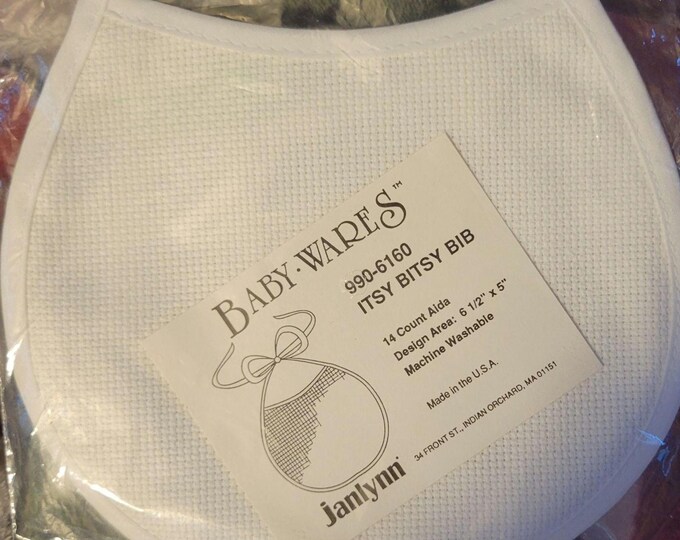 BABY·WARES™
990-6160
ITSY BITSY BIB
14 Count Aida
Design Area: 6 1/2" x 5"
Machine Washable
Made in the U.S.A.
janlynn®
34 FRONT ST., INDIAN ORCHARD, MA 01151